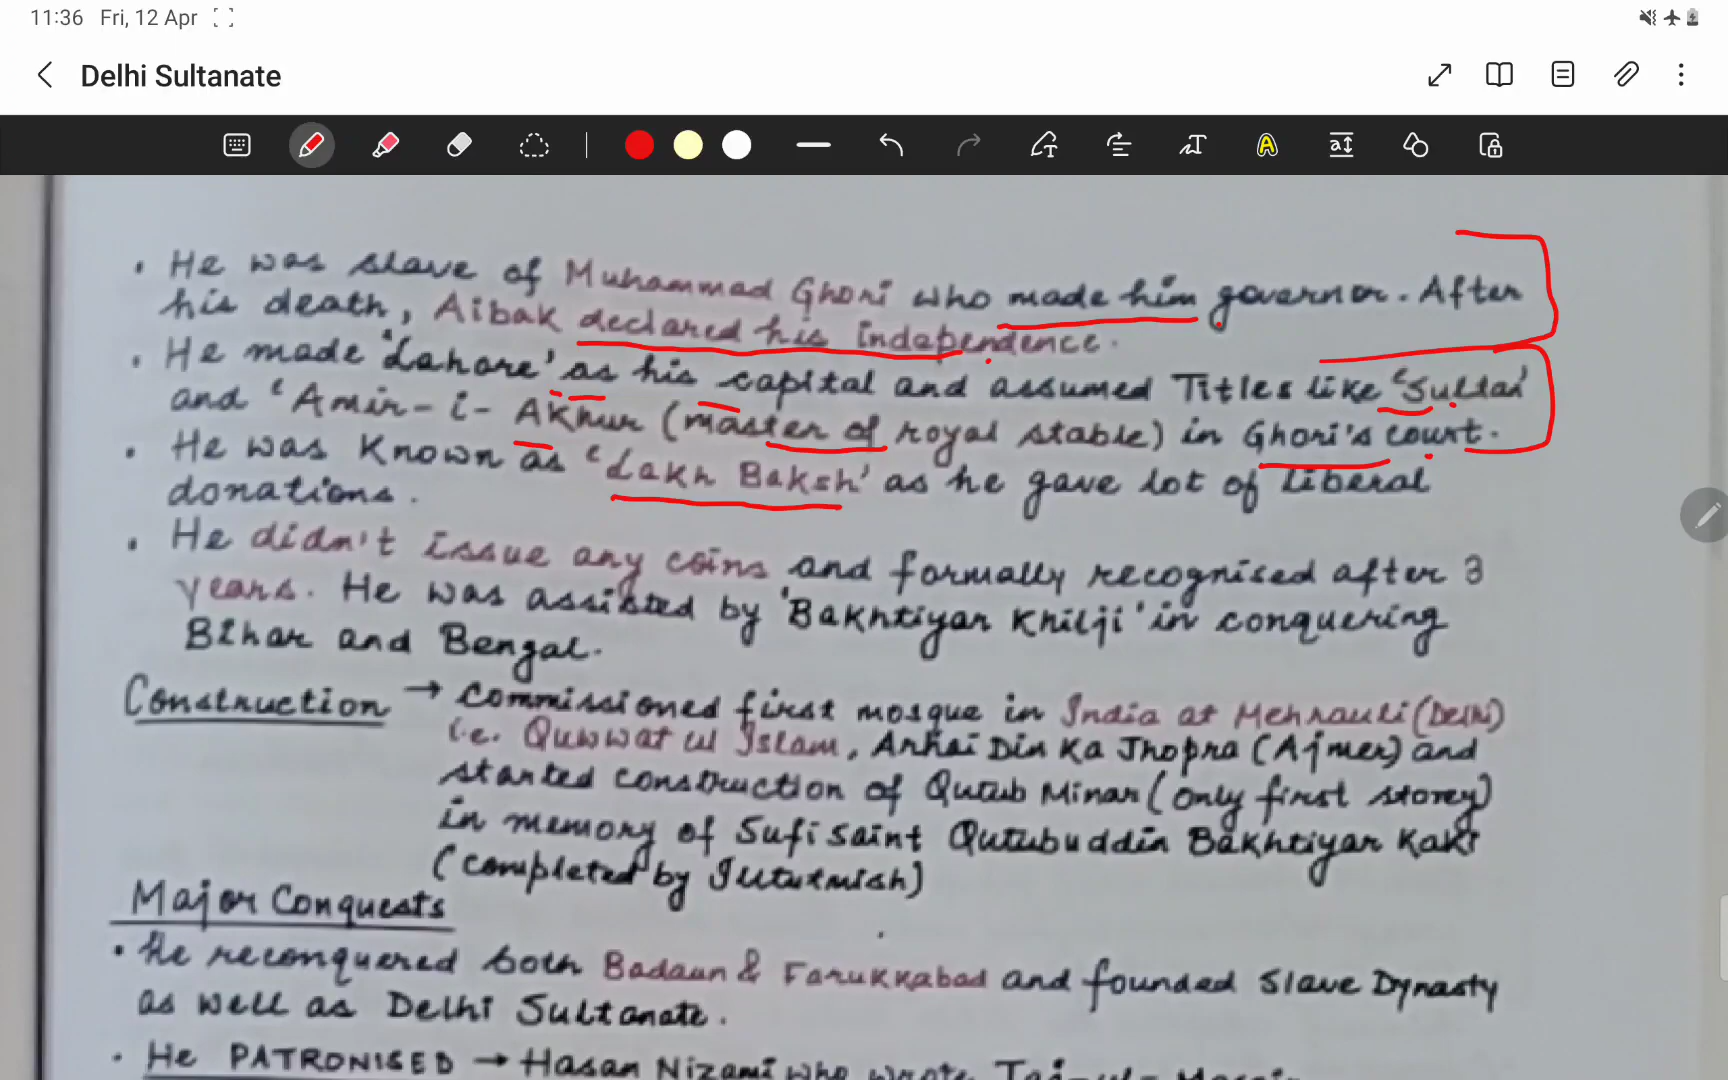 11:36 Fri, 12 Apr
Delhi Sultanate
• He was slave of Muhammad Ghori who made him governor. After
his death, Aibak declared his independence.
• He made 'Lahore' as his capital and assumed Titles like 'Sultan'
and 'Amir-i-Akhur (master of royal stable) in Ghori's court.
• He was known as 'Lakh Baksh' as he gave lot of liberal
donations.
• He didn't issue any coins and formally recognised after 3
years. He was assisted by 'Bakhtiyar Khilji' in conquering
Bihar and Bengal.
Construction → Commissioned first mosque in India at Mehrauli (Delhi)
i.e. Quwwat ul Islam, Arhai Din Ka Jhopra (Ajmer) and
started construction of Qutub Minar (only first storey)
in memory of Sufi saint Qutubuddin Bakhtiyar Kaki
(completed by Iltutmish)
Major Conquests
• He reconquered both Badaun & Farukkabad and founded Slave Dynasty
as well as Delhi Sultanate.
• He PATRONISED → Hasan Nizami who wrote Taj-ul-Massir